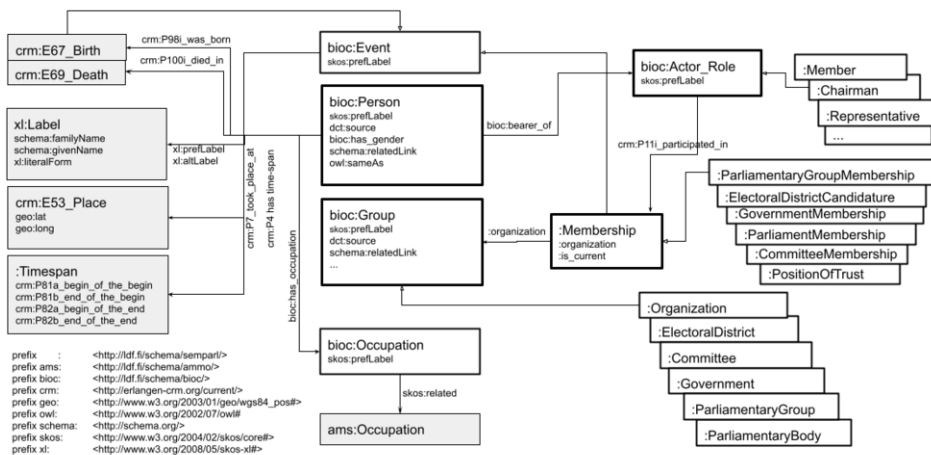 crm:E67_Birth
crm:E69_Death
crm:P98i_was_born
crm:P100i_died_in
xl:Label
schema:familyName
schema:givenName
xl:literalForm
xl:prefLabel
xl:altLabel
crm:E53_Place
geo:lat
geo:long
:Timespan
crm:P81a_begin_of_the_begin
crm:P81b_end_of_the_begin
crm:P82a_begin_of_the_end
crm:P82b_end_of_the_end
crm:P7_took_place_at
crm:P4 has time-span
bioc:has_occupation
bioc:Event
skos:prefLabel
bioc:Person
skos:prefLabel
dct:source
bioc:has_gender
schema:relatedLink
owl:sameAs
bioc:Group
skos:prefLabel
dct:source
schema:relatedLink
...
bioc:Occupation
skos:prefLabel
skos:related
ams:Occupation
bioc:bearer_of
:organization
bioc:Actor_Role
skos:prefLabel
crm:P11i_participated_in
:Membership
:organization
:is_current
:Member
:Chairman
:Representative
...
:ParliamentaryGroupMembership
:ElectoralDistrictCandidature
:GovernmentMembership
:ParliamentMembership
:CommitteeMembership
:PositionOfTrust
:Organization
:ElectoralDistrict
:Committee
:Government
:ParliamentaryGroup
:ParliamentaryBody
prefix : <http://ldf.fi/schema/semparl/>
prefix ams: <http://ldf.fi/schema/ammo/>
prefix bioc: <http://ldf.fi/schema/bioc/>
prefix crm: <http://erlangen-crm.org/current/>
prefix geo: <http://www.w3.org/2003/01/geo/wgs84_pos#>
prefix owl: <http://www.w3.org/2002/07/owl#
prefix schema: <http://schema.org/>
prefix skos: <http://www.w3.org/2004/02/skos/core#>
prefix xl: <http://www.w3.org/2008/05/skos-xl#>